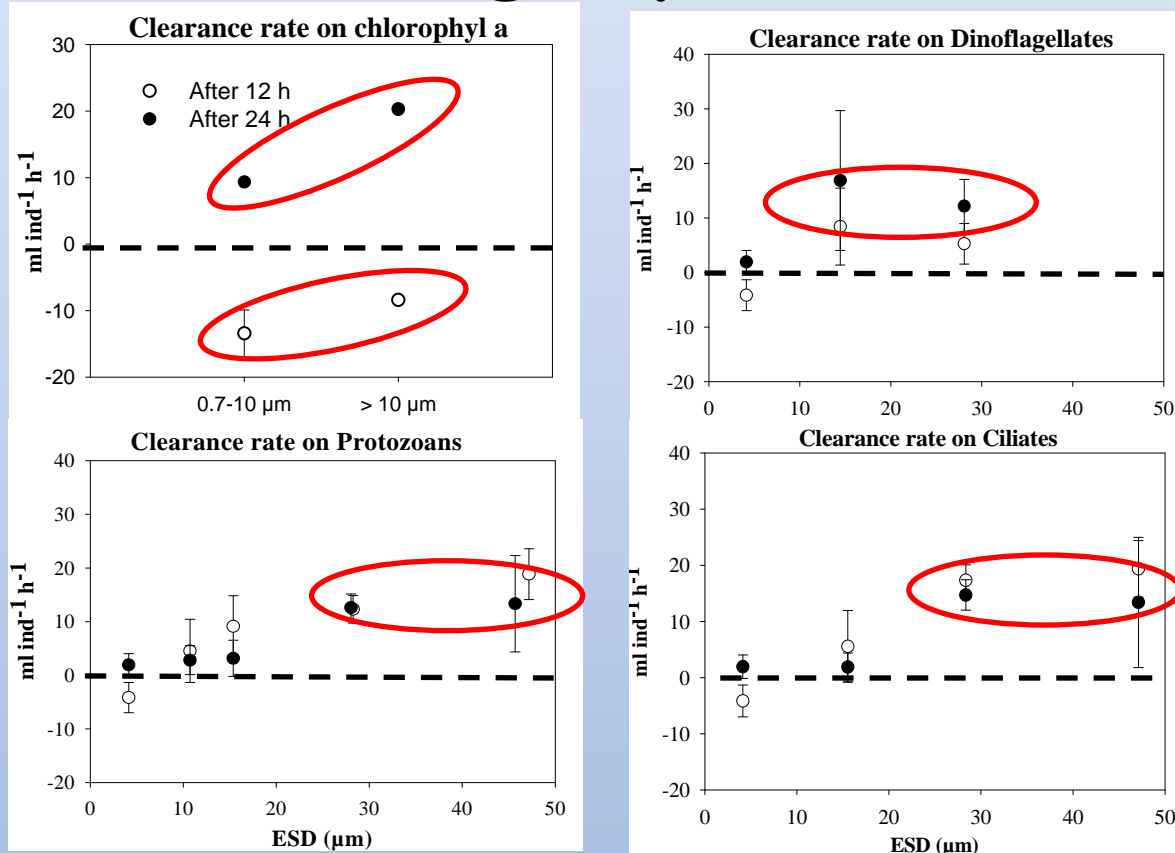 Clearance rate on chlorophyl a
30
20
10
0
-10
-20
ml ind-1 h-1
After 12 h
After 24 h
0.7-10 µm > 10 µm
Clearance rate on Dinoflagellates
40
30
20
10
0
-10
-20
ml ind-1 h-1
0 10 20 30 40 50
Clearance rate on Protozoans
40
30
20
10
0
-10
-20
ml ind-1 h-1
0 10 20 30 40 50
ESD (µm)
Clearance rate on Ciliates
40
30
20
10
0
-10
-20
ml ind-1 h-1
0 10 20 30 40 50
ESD (µm)